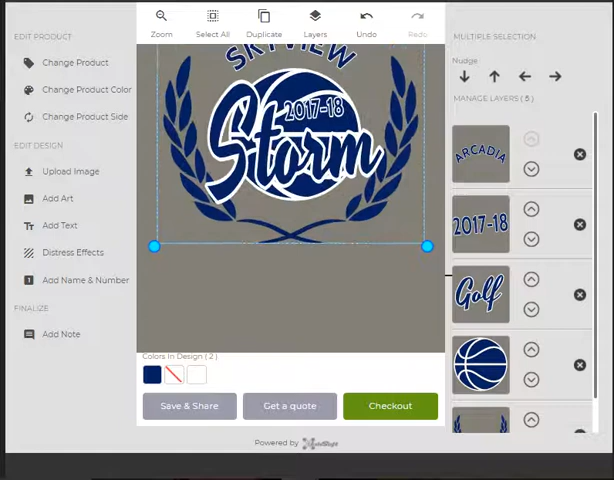 Zoom
Select All
Duplicate
Layers
Undo
Redo
EDIT PRODUCT
Change Product
Change Product Color
Change Product Side
EDIT DESIGN
Upload Image
Add Art
Add Text
Distress Effects
1
Add Name & Number
FINALIZE
Add Note
SKYVIEW
2017-18
Storm
Colors In Design ( 2 )
Save & Share
Get a quote
Checkout
Powered by
MULTIPLE SELECTION
Nudge
MANAGE LAYERS ( 5 )
ARCADIA
2017-18
Golf